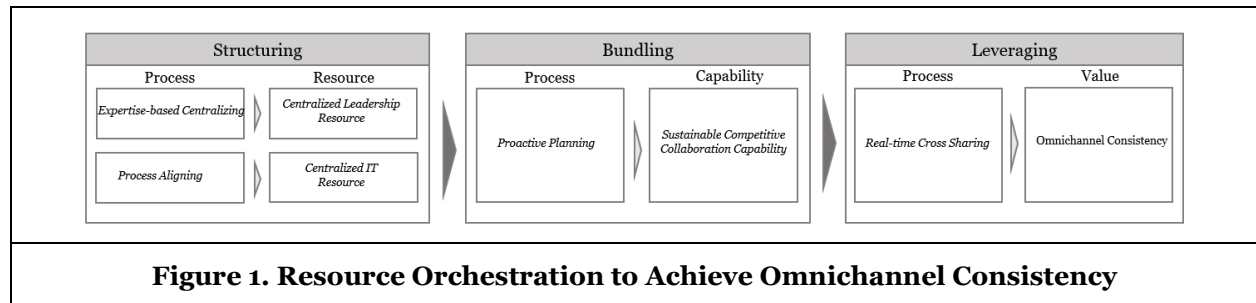 Structuring
Process
Resource
Expertise-based Centralizing
Centralized Leadership
Resource
Process Aligning
Centralized IT
Resource
Bundling
Process
Capability
Proactive Planning
Sustainable Competitive
Collaboration Capability
Leveraging
Process
Value
Real-time Cross Sharing
Omnichannel Consistency
Figure 1. Resource Orchestration to Achieve Omnichannel Consistency